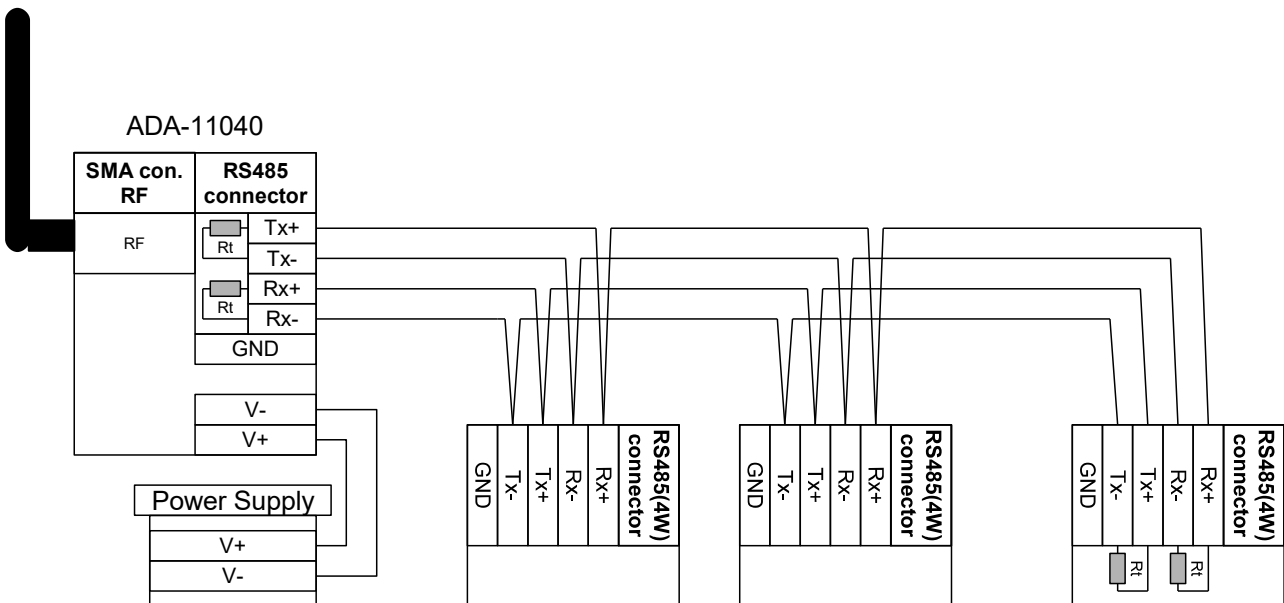 ADA-11040
SMA con.
RF
RS485
connector
RF
Rt
Tx+
Tx-
Rt
Rx+
Rx-
GND
V-
V+
Power Supply
V+
V-
GND
Tx-
Tx+
Rx-
Rx+
RS485(4W)
connector
GND
Tx-
Tx+
Rx-
Rx+
RS485(4W)
connector
GND
Tx-
Tx+
Rx-
Rx+
RS485(4W)
connector
Rt
Rt